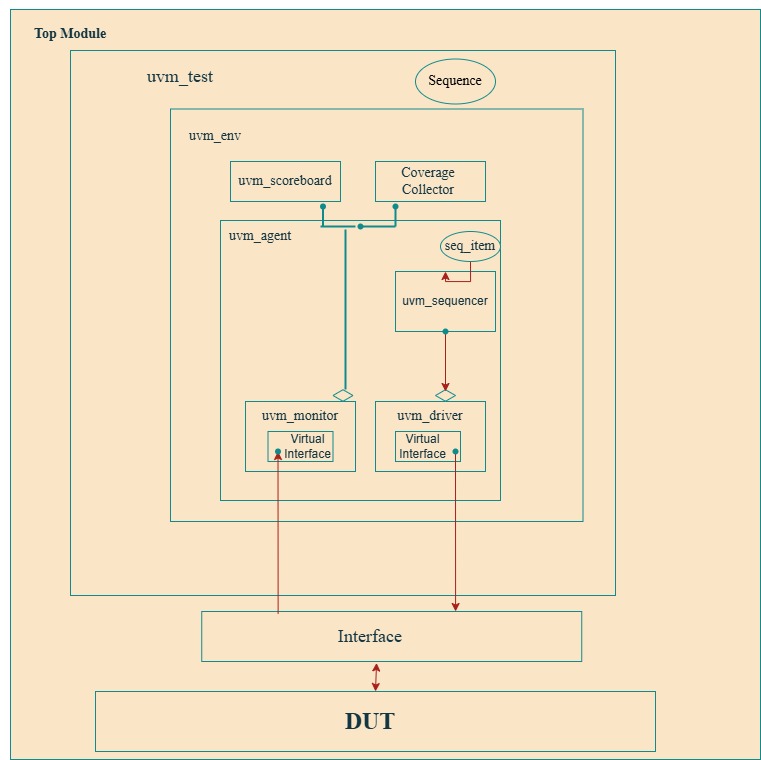 Top Module
uvm_test
Sequence
uvm_env
uvm_scoreboard
Coverage
Collector
uvm_agent
seq_item
uvm_sequencer
uvm_monitor
Virtual
Interface
uvm_driver
Virtual
Interface
Interface
DUT